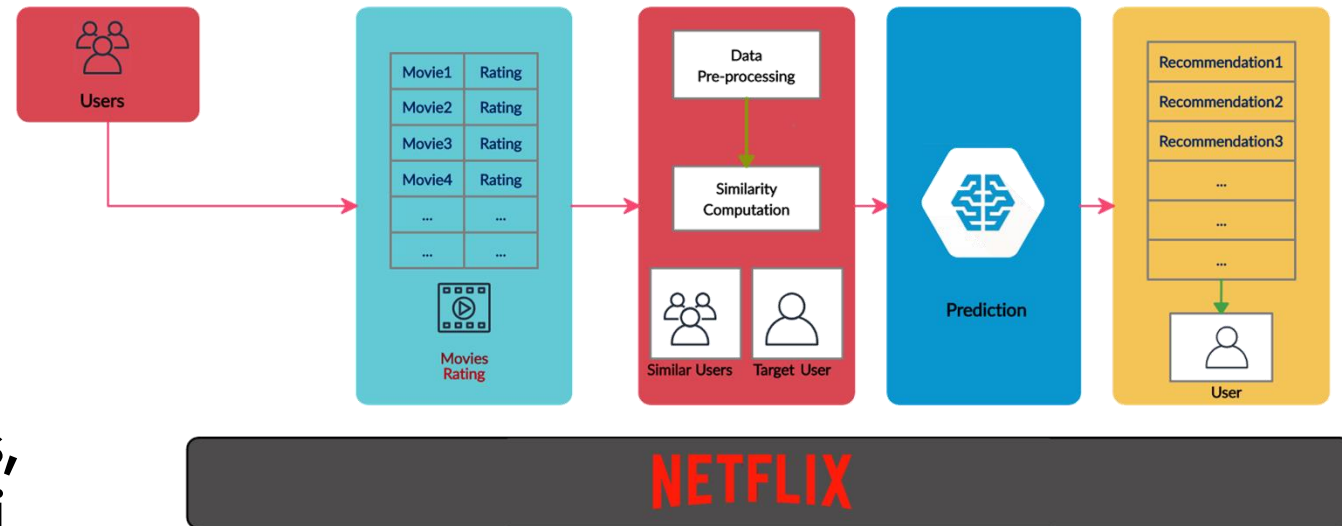 Users
Movie1 Rating
Movie2 Rating
Movie3 Rating
Movie4 Rating
... ...
... ...
Movies
Rating
Data
Pre-processing
Similarity
Computation
Similar Users Target User
Prediction
Recommendation1
Recommendation2
Recommendation3
...
...
...
User
NETFLIX